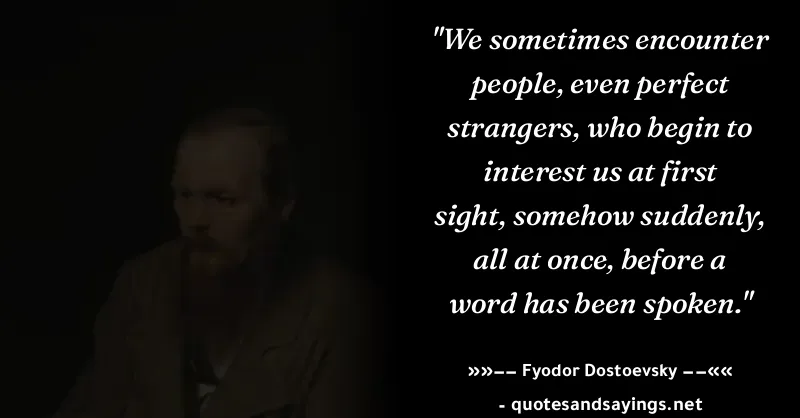 "We sometimes encounter
people, even perfect
strangers, who begin to
interest us at first
sight, somehow suddenly,
all at once, before a
word has been spoken."
»»–– Fyodor Dostoevsky ––««
- quotesandsayings.net